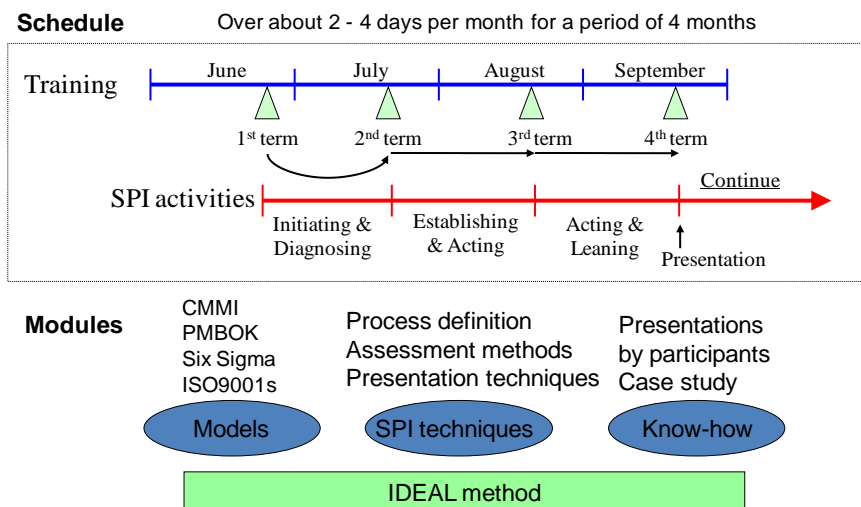 Schedule
Over about 2 - 4 days per month for a period of 4 months
Training
June
July
August
September
1st term
2nd term
3rd term
4th term
SPI activities
Continue
Initiating &
Diagnosing
Establishing
& Acting
Acting &
Leaning
Presentation
Modules
CMMI
PMBOK
Six Sigma
ISO9001s
Process definition
Assessment methods
Presentation techniques
Presentations
by participants
Case study
Models
SPI techniques
Know-how
IDEAL method